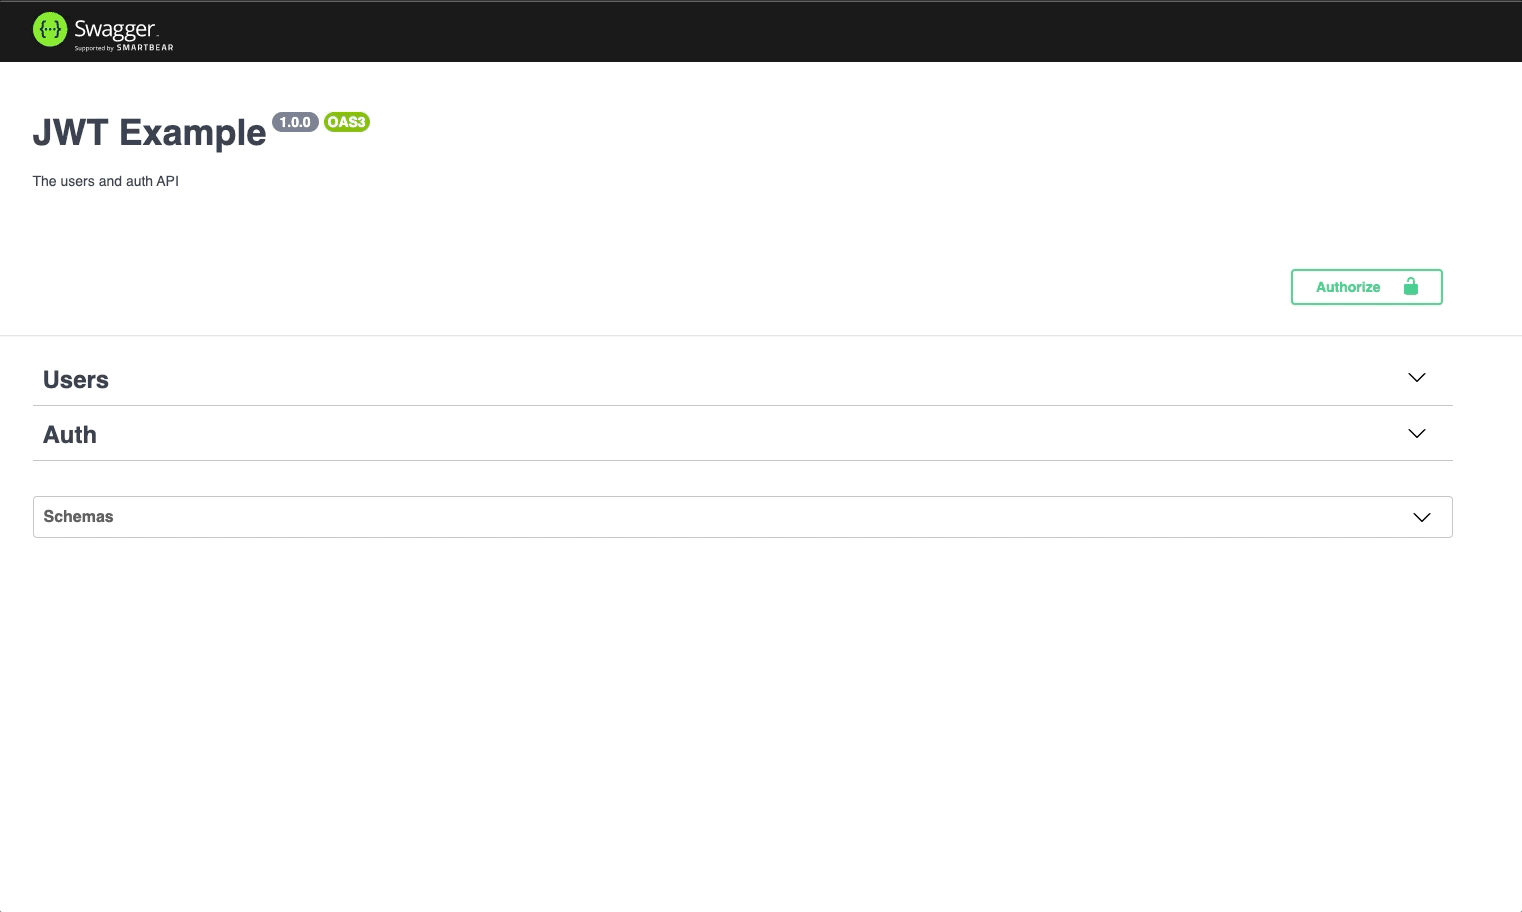 Swagger
Supported by SMARTBEAR
JWT Example 1.0.0 OAS3
The users and auth API
Authorize
Users
Auth
Schemas